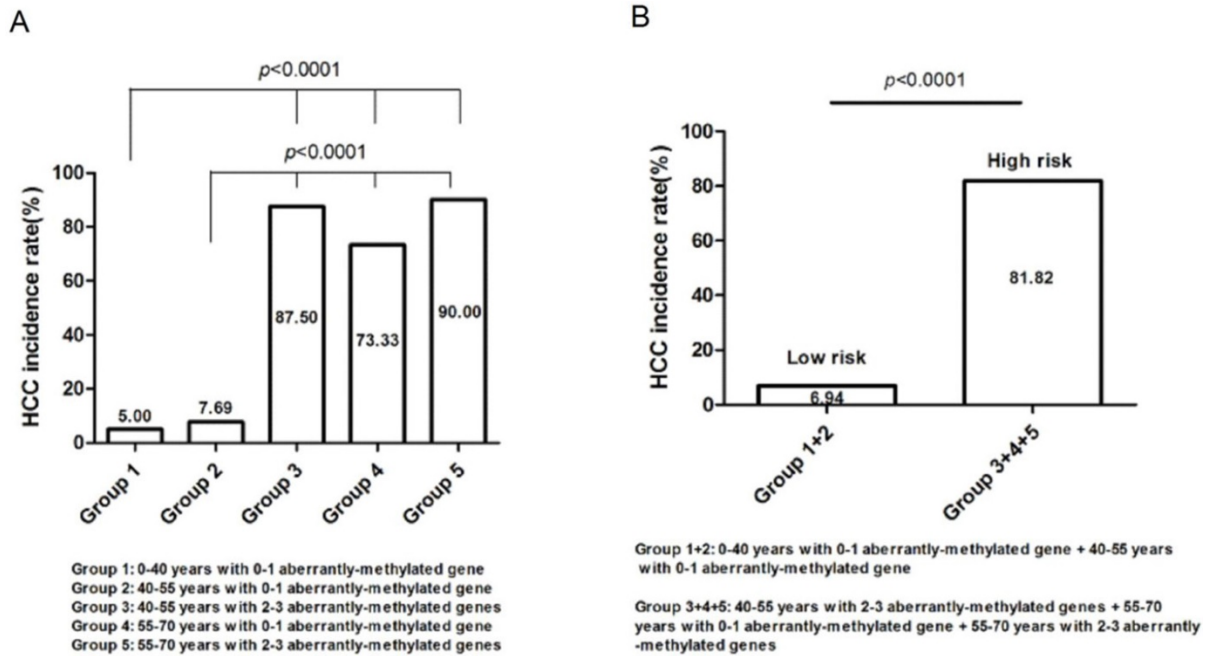 A
p<0.0001
p<0.0001
HCC incidence rate(%)
100
80
60
40
20
0
5.00
7.69
87.50
73.33
90.00
Group 1
Group 2
Group 3
Group 4
Group 5
Group 1: 0-40 years with 0-1 aberrantly-methylated gene
Group 2: 40-55 years with 0-1 aberrantly-methylated gene
Group 3: 40-55 years with 2-3 aberrantly-methylated genes
Group 4: 55-70 years with 0-1 aberrantly-methylated gene
Group 5: 55-70 years with 2-3 aberrantly-methylated genes
B
p<0.0001
HCC incidence rate(%)
100
80
60
40
20
0
Low risk
6.94
High risk
81.82
Group 1+2
Group 3+4+5
Group 1+2: 0-40 years with 0-1 aberrantly-methylated gene + 40-55 years
with 0-1 aberrantly-methylated gene
Group 3+4+5: 40-55 years with 2-3 aberrantly-methylated genes + 55-70
years with 0-1 aberrantly-methylated gene + 55-70 years with 2-3 aberrantly
-methylated genes